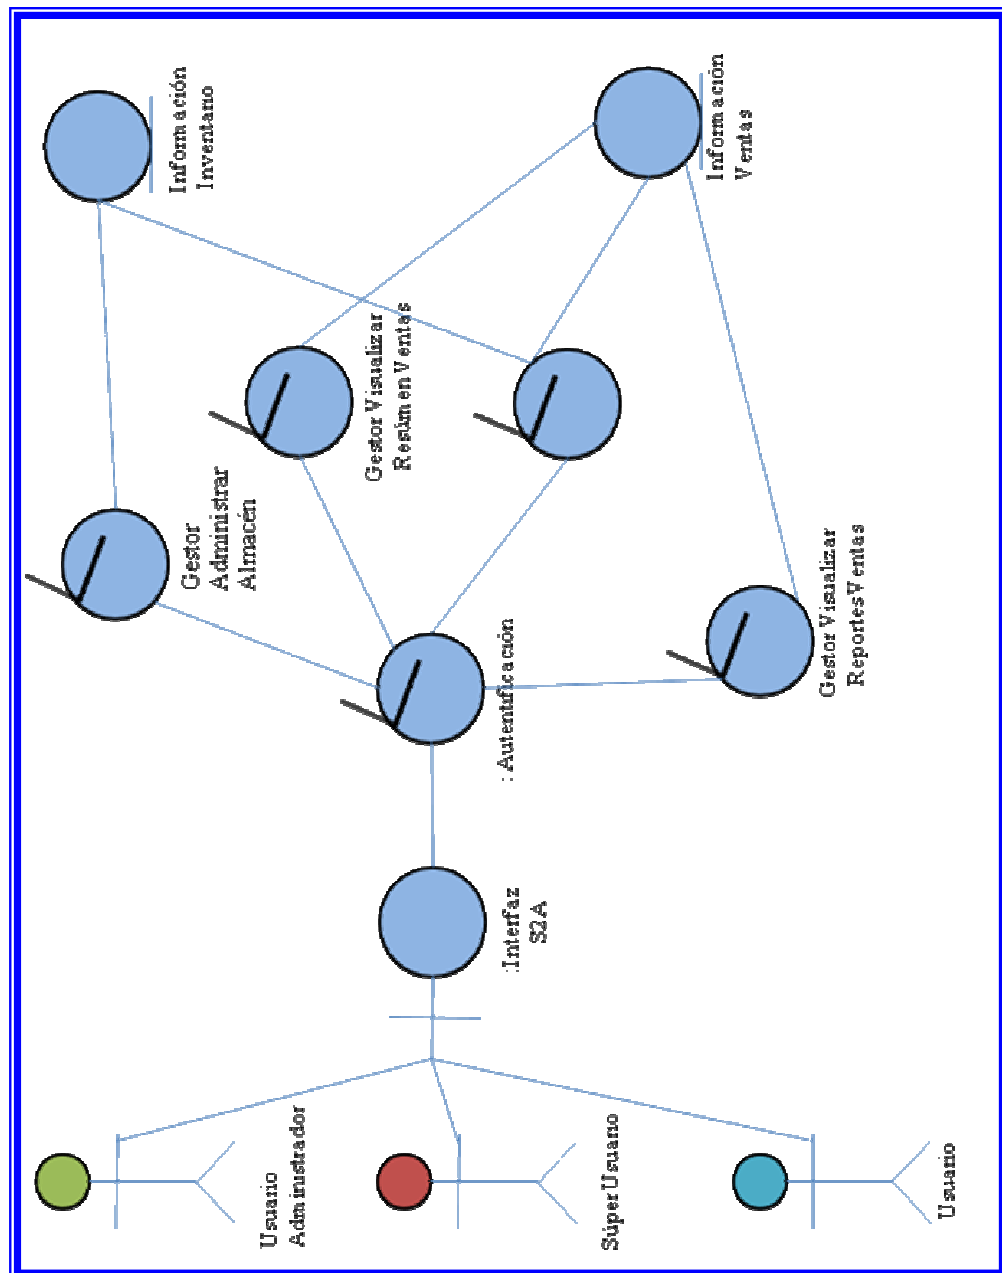 Información
Inventario
Información
Ventas
Gestor Visualizar
Resúmen Ventas
Gestor
Administrar
Almacén
Gestor Visualizar
Reportes Ventas
: Autentificación
:Interfaz
S2A
Usuario
Administrador
Súper Usuario
Usuario